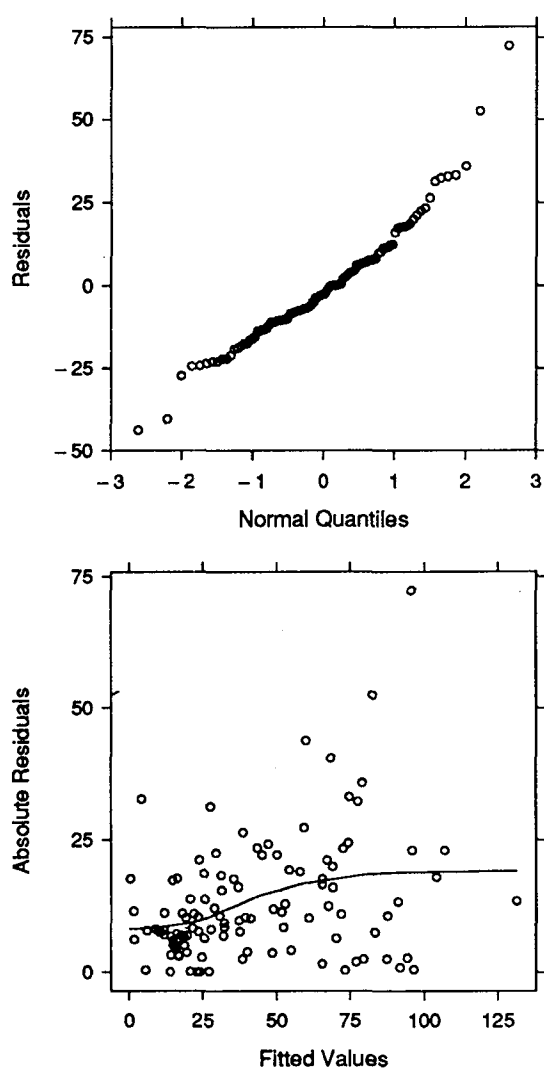 75
50
25
0
−25
−50
Residuals
−3 −2 −1 0 1 2 3
Normal Quantiles
75
50
25
0
Absolute Residuals
0 25 50 75 100 125
Fitted Values